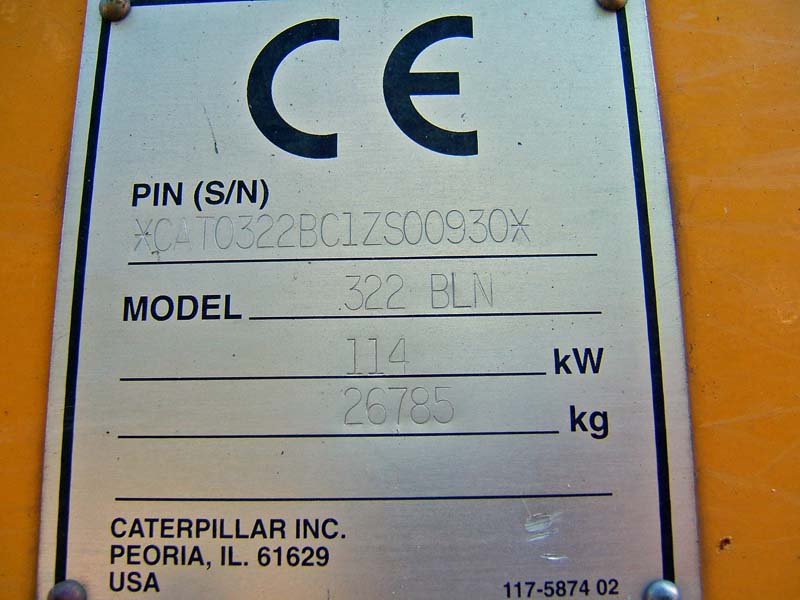 CE
PIN (S/N)
*CAT0322BC1ZS00930*
MODEL 322 BLN
114 kW
26785 kg
CATERPILLAR INC.
PEORIA, IL. 61629
USA
117-5874 02